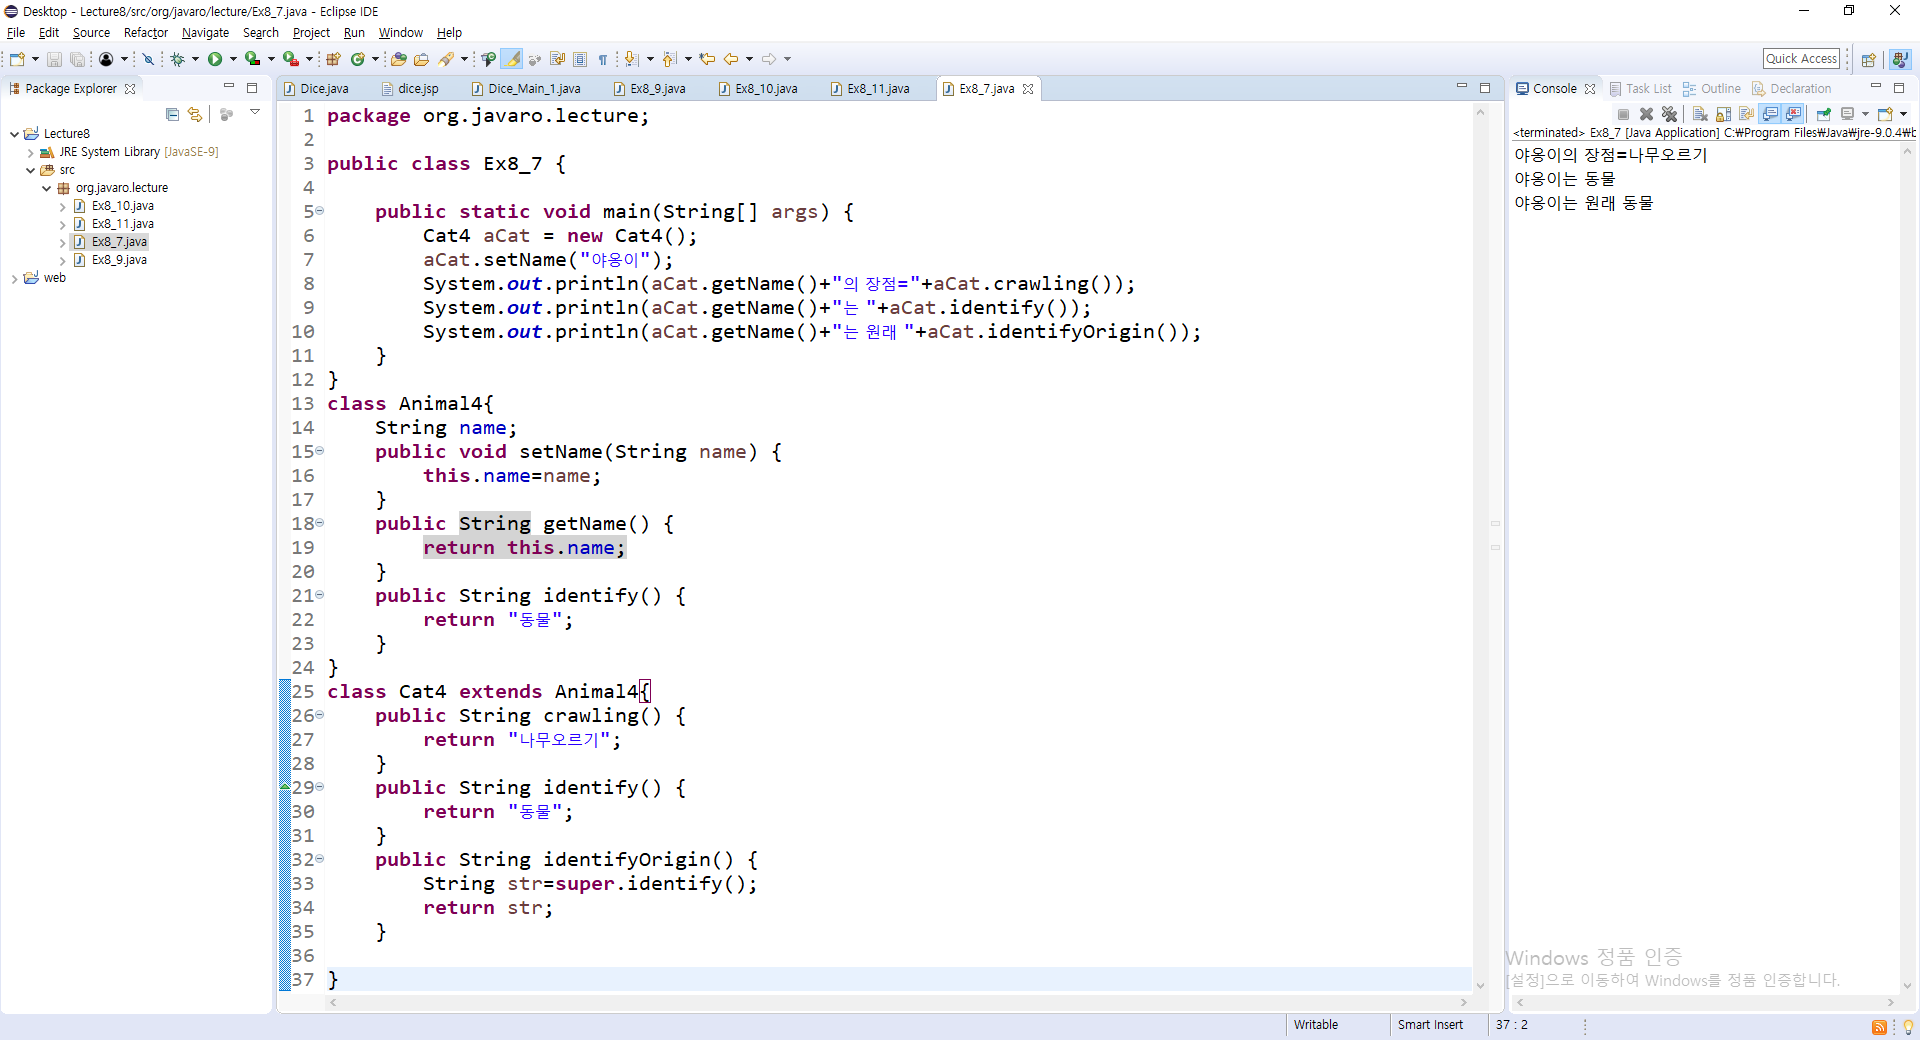 Desktop - Lecture8/src/org/javaro/lecture/Ex8_7.java - Eclipse IDE
File Edit Source Refactor Navigate Search Project Run Window Help
Quick Access
Package Explorer
Lecture8
JRE System Library [JavaSE-9]
src
org.javaro.lecture
Ex8_10.java
Ex8_11.java
Ex8_7.java
Ex8_9.java
web
Dice.java dice.jsp Dice_Main_1.java Ex8_9.java Ex8_10.java Ex8_11.java Ex8_7.java
1 package org.javaro.lecture;
2
3 public class Ex8_7 {
4
5 public static void main(String[] args) {
6 Cat4 aCat = new Cat4();
7 aCat.setName("야옹이");
8 System.out.println(aCat.getName()+"의 장점="+aCat.crawling());
9 System.out.println(aCat.getName()+"는 "+aCat.identify());
10 System.out.println(aCat.getName()+"는 원래 "+aCat.identifyOrigin());
11 }
12 }
13 class Animal4{
14 String name;
15 public void setName(String name) {
16 this.name=name;
17 }
18 public String getName() {
19 return this.name;
20 }
21 public String identify() {
22 return "동물";
23 }
24 }
25 class Cat4 extends Animal4{
26 public String crawling() {
27 return "나무오르기";
28 }
29 public String identify() {
30 return "동물";
31 }
32 public String identifyOrigin() {
33 String str=super.identify();
34 return str;
35 }
36
37 }
Console Task List Outline Declaration
<terminated> Ex8_7 [Java Application] C:₩Program Files₩Java₩jre-9.0.4₩b
야옹이의 장점=나무오르기
야옹이는 동물
야옹이는 원래 동물
Windows 정품 인증
[설정]으로 이동하여 Windows를 정품 인증합니다.
Writable Smart Insert 37 : 2